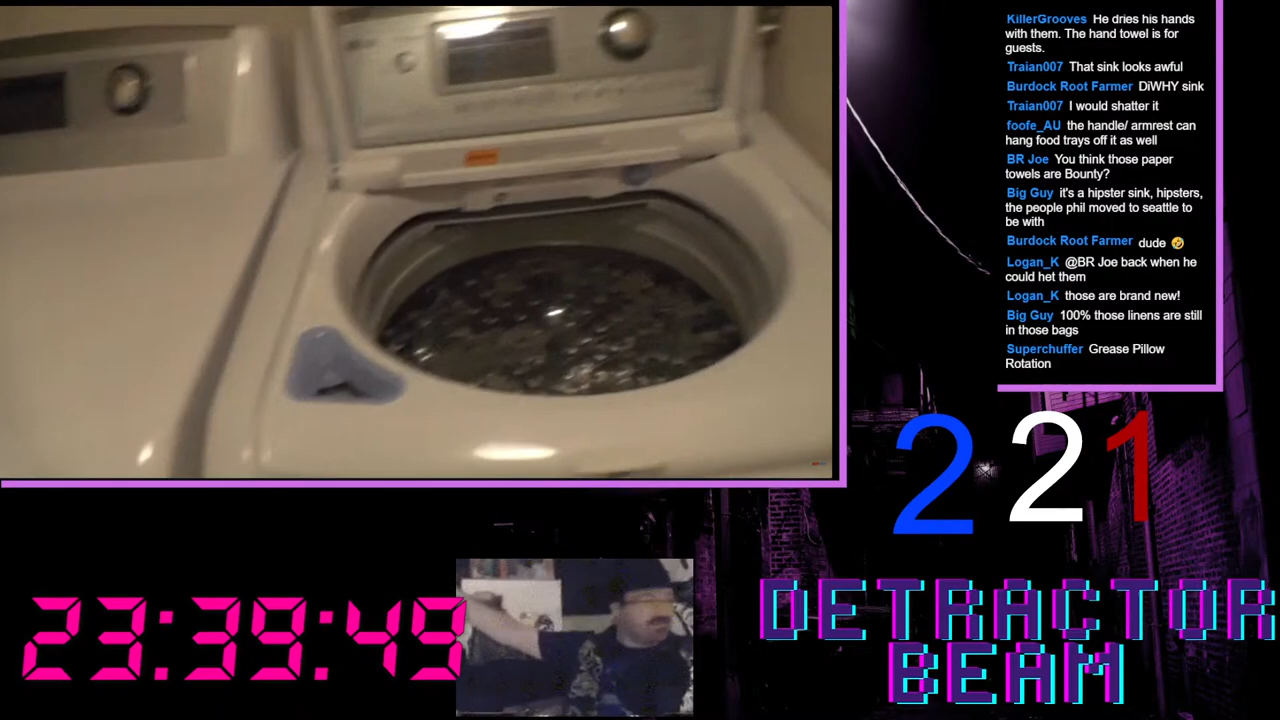 KillerGrooves He dries his hands
with them. The hand towel is for
guests.
Traian007 That sink looks awful
Burdock Root Farmer DiWHY sink
Traian007 I would shatter it
foofe_AU the handle/ armrest can
hang food trays off it as well
BR Joe You think those paper
towels are Bounty?
Big Guy it's a hipster sink, hipsters,
the people phil moved to seattle to
be with
Burdock Root Farmer dude 🤣
Logan_K @BR Joe back when he
could het them
Logan_K those are brand new!
Big Guy 100% those linens are still
in those bags
Superchuffer Grease Pillow
Rotation
221
23:39:49
DETRACTOR
BEAM